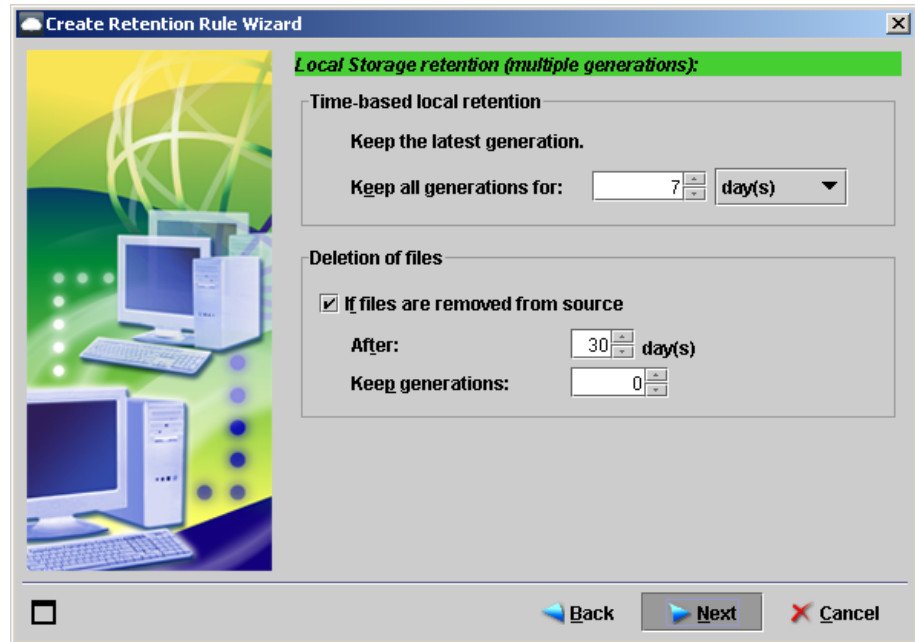 Create Retention Rule Wizard
Local Storage retention (multiple generations):
Time-based local retention
Keep the latest generation.
Keep all generations for: 7 day(s)
Deletion of files
If files are removed from source
After: 30 day(s)
Keep generations: 0
Back Next Cancel